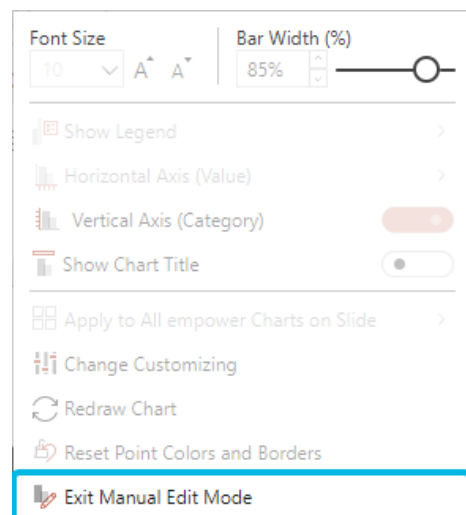 Font Size
Bar Width (%)
10
A A
85%
Show Legend
Horizontal Axis (Value)
Vertical Axis (Category)
Show Chart Title
Apply to All empower Charts on Slide
Change Customizing
Redraw Chart
Reset Point Colors and Borders
Exit Manual Edit Mode